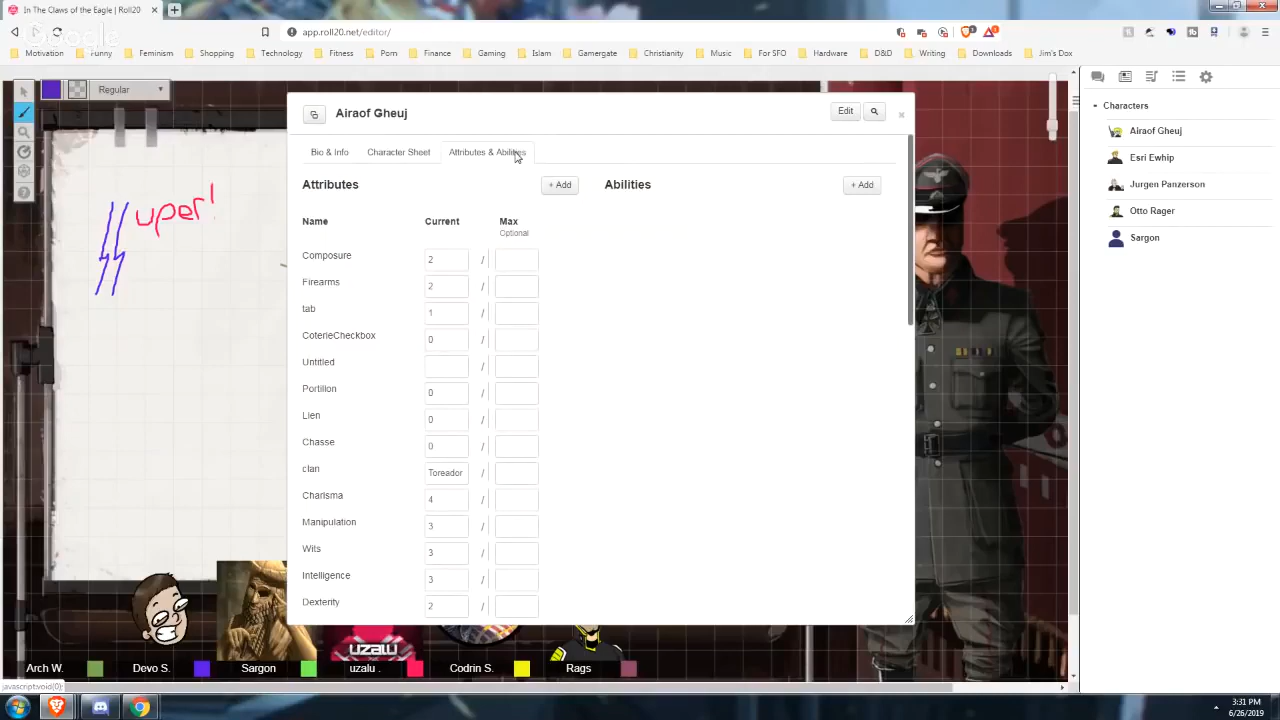 In The Claws of the Eagle | Roll20
app.roll20.net/editor/
Motivation Funny Feminism Shopping Technology Fitness Porn Finance Gaming Islam Gamergate Christianity Music For SFO Hardware D&D Writing Downloads Jim's Dox
Regular
Airaof Gheuj
Edit
Bio & Info Character Sheet Attributes & Abilities
Attributes + Add Abilities + Add
Name Current Max
Optional
Composure 2 /
Firearms 2 /
tab 1 /
CoterieCheckbox 0 /
Untitled /
Portillon 0 /
Lien 0 /
Chasse 0 /
clan Toreador /
Charisma 4 /
Manipulation 3 /
Wits 3 /
Intelligence 3 /
Dexterity 2 /
Characters
Airaof Gheuj
Esri Ewhip
Jurgen Panzerson
Otto Rager
Sargon
uperl
uzalu
Arch W. Devo S. Sargon uzalu . Codrin S. Rags
javascript:void(0);
3:31 PM
6/26/2019